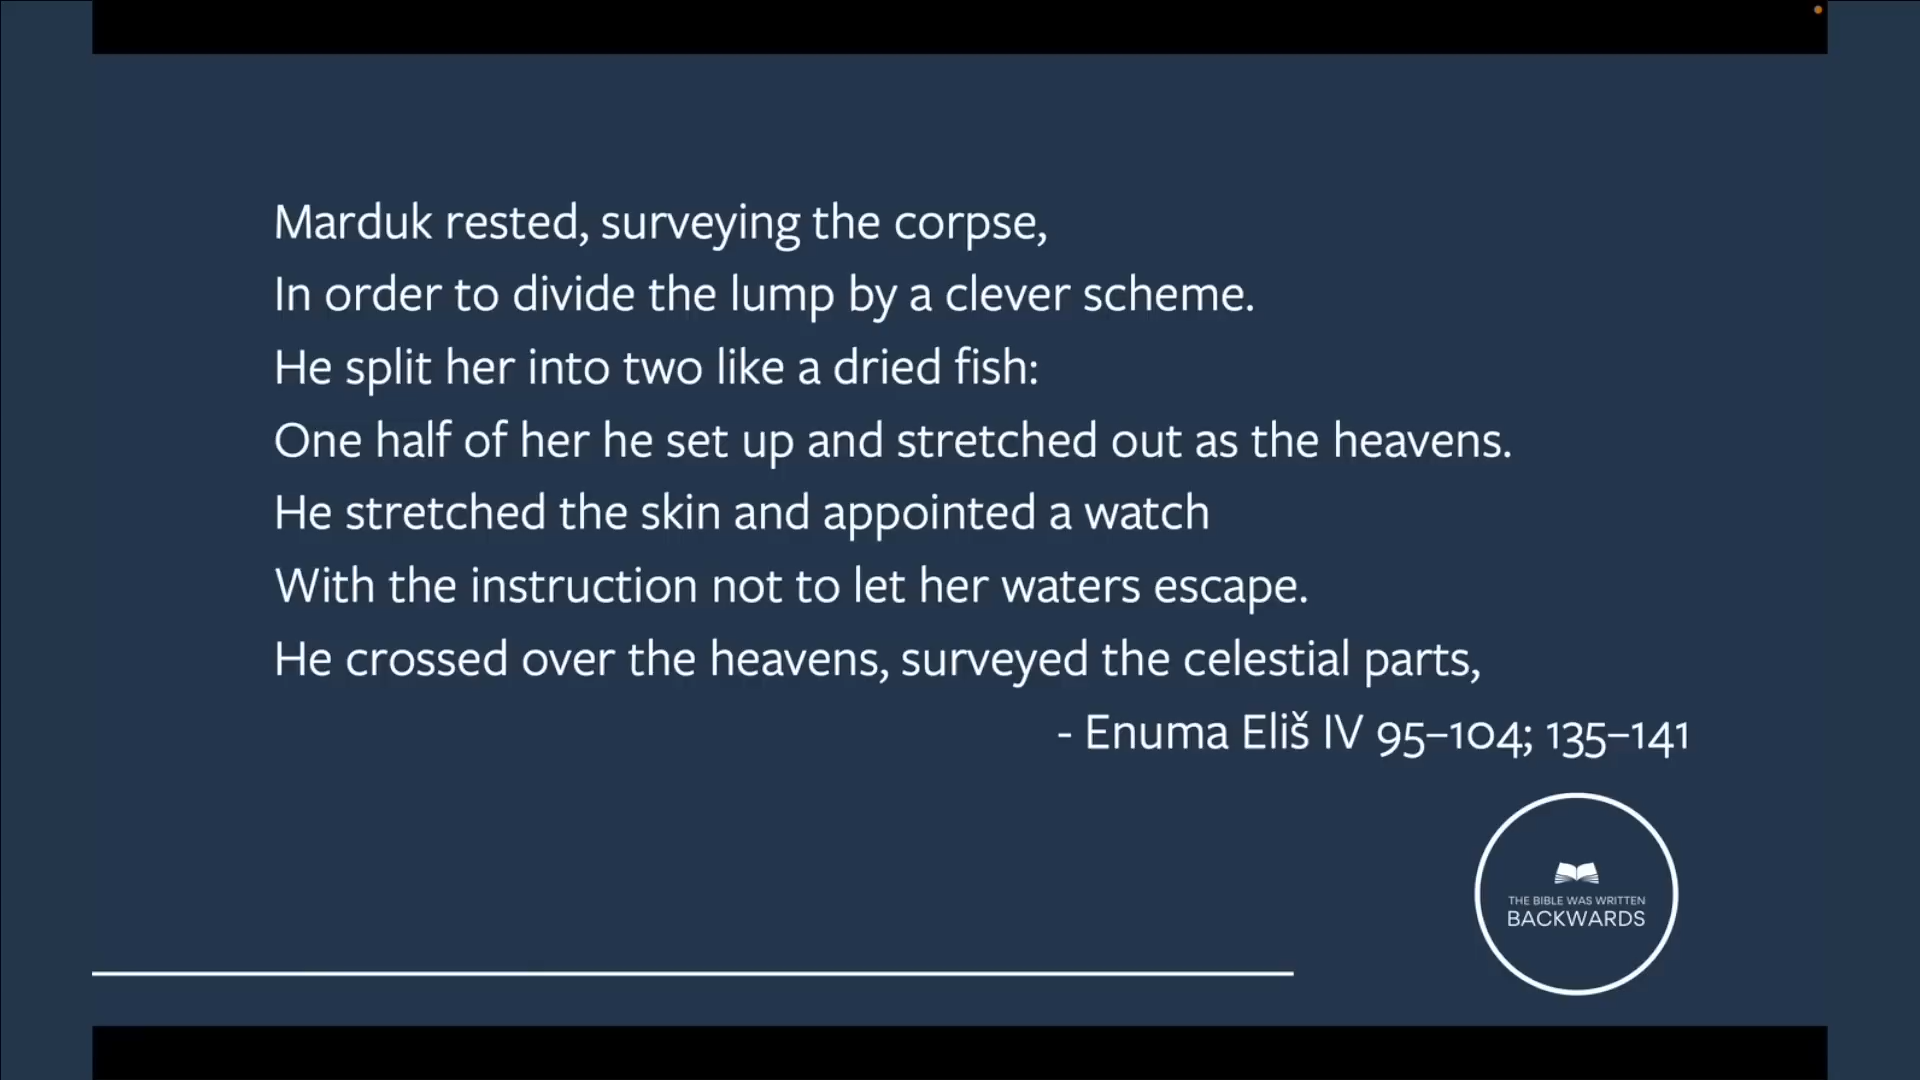 Marduk rested, surveying the corpse,
In order to divide the lump by a clever scheme.
He split her into two like a dried fish:
One half of her he set up and stretched out as the heavens.
He stretched the skin and appointed a watch
With the instruction not to let her waters escape.
He crossed over the heavens, surveyed the celestial parts,
- Enuma Eliš IV 95–104; 135–141
THE BIBLE WAS WRITTEN
BACKWARDS